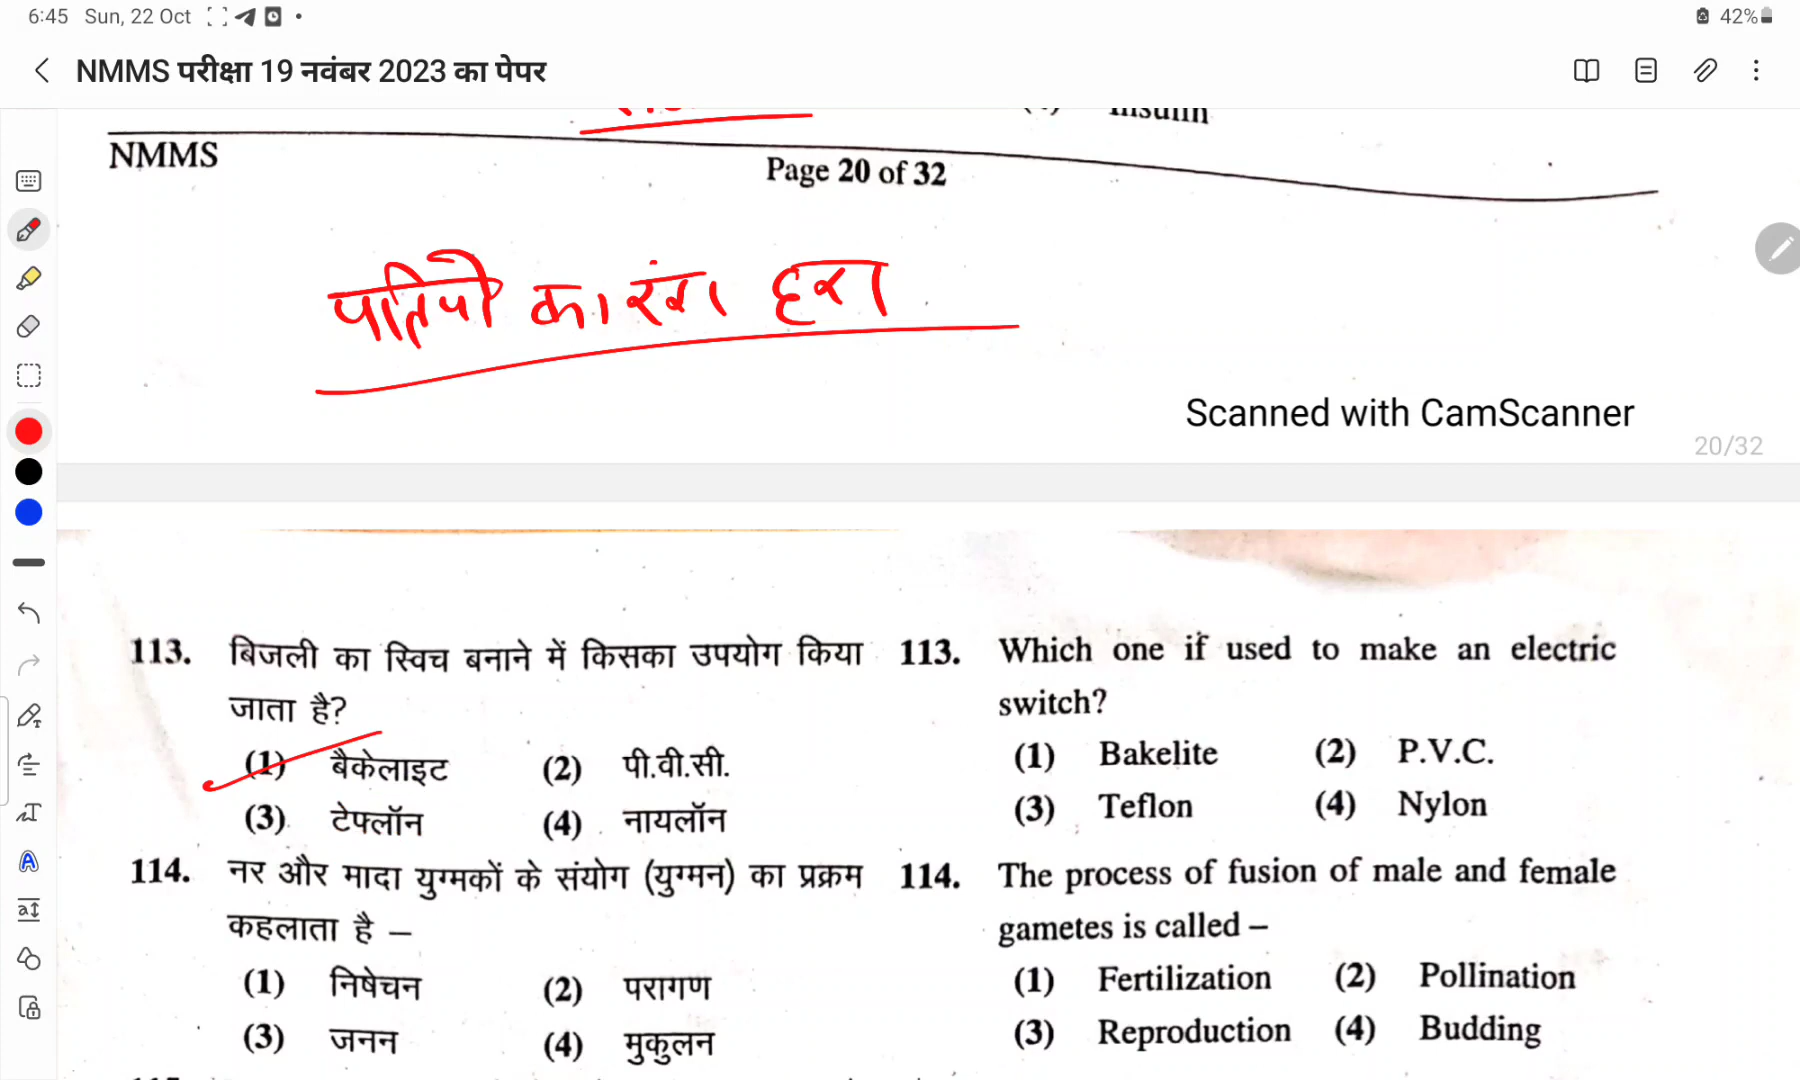 6:45 Sun, 22 Oct
42%
NMMS परीक्षा 19 नवंबर 2023 का पेपर
Insulin
NMMS
Page 20 of 32
पत्तियों का रंग हरा
Scanned with CamScanner
20/32
113. बिजली का स्विच बनाने में किसका उपयोग किया
जाता है?
(1) बैकेलाइट (2) पी.वी.सी.
(3) टेफ्लॉन (4) नायलॉन
114. नर और मादा युग्मकों के संयोग (युग्मन) का प्रक्रम
कहलाता है –
(1) निषेचन (2) परागण
(3) जनन (4) मुकुलन
113. Which one if used to make an electric
switch?
(1) Bakelite (2) P.V.C.
(3) Teflon (4) Nylon
114. The process of fusion of male and female
gametes is called –
(1) Fertilization (2) Pollination
(3) Reproduction (4) Budding